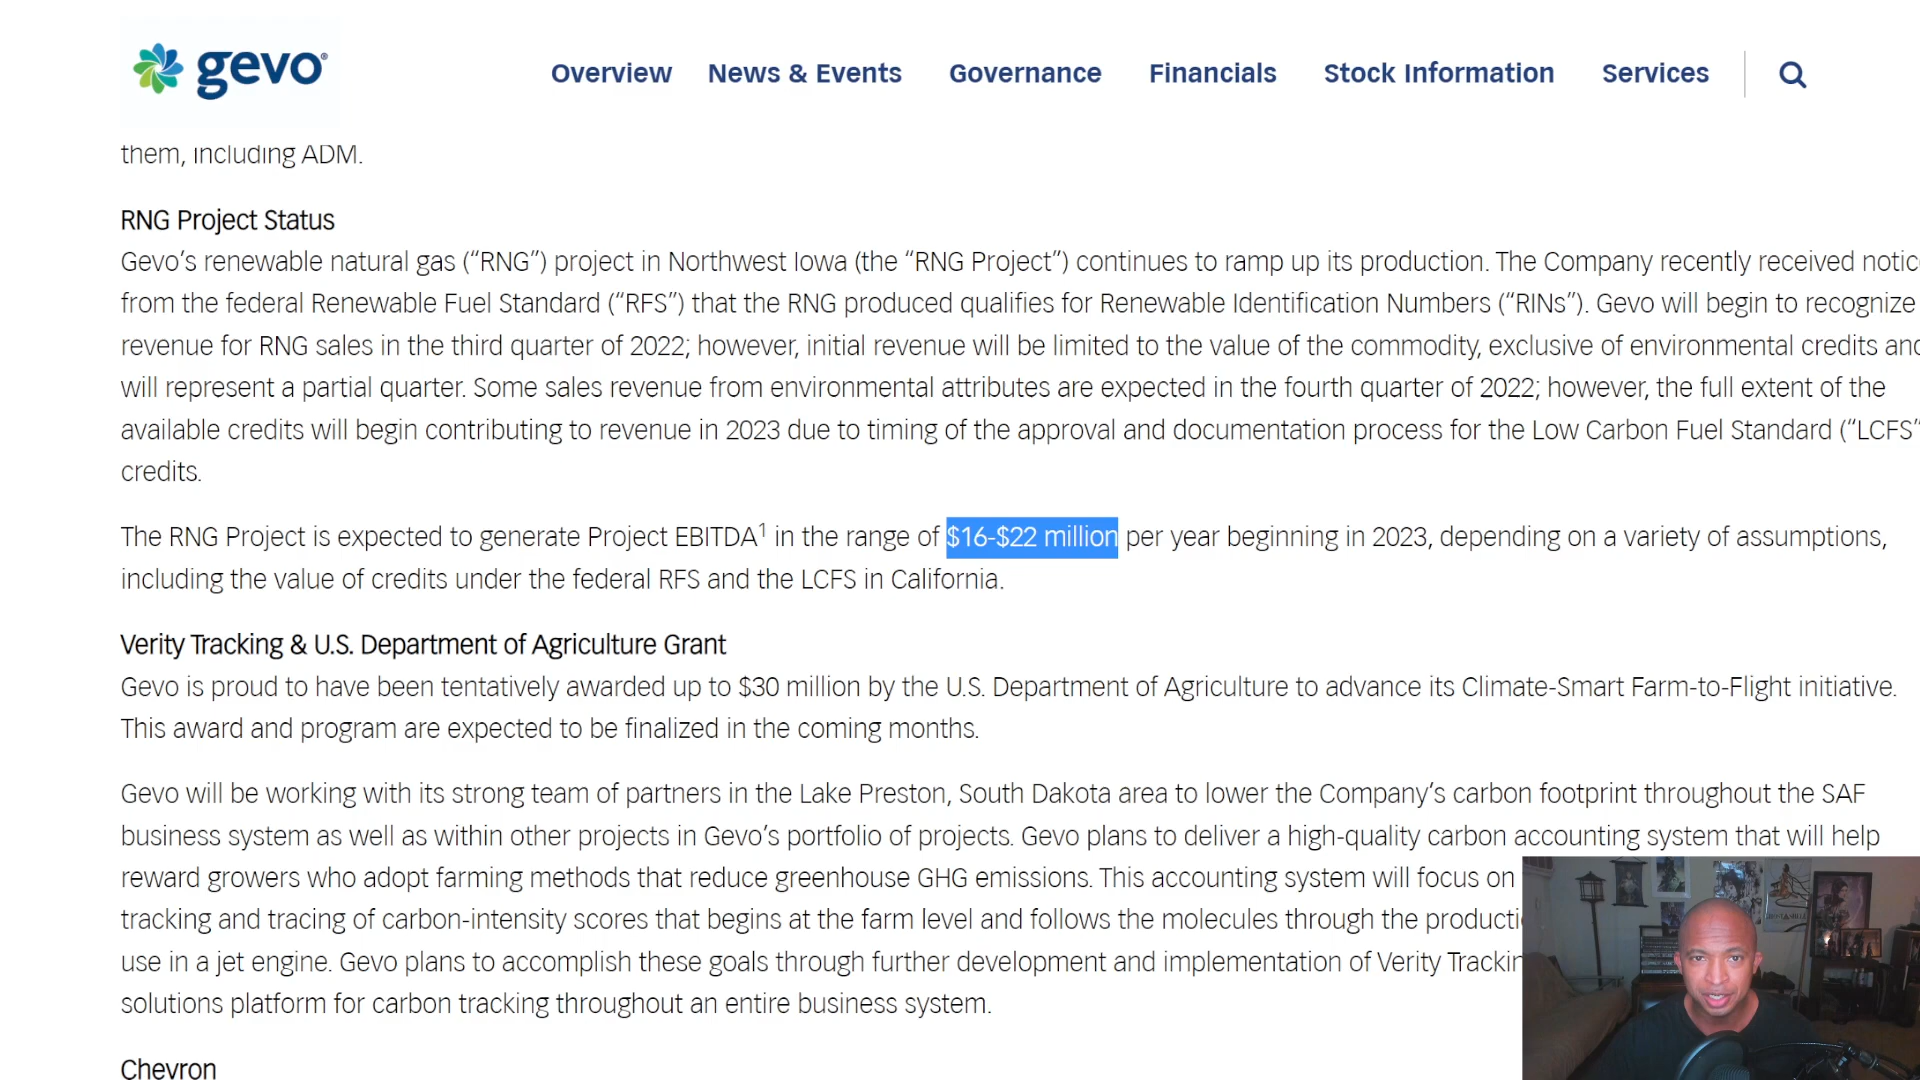 gevo®
Overview News & Events Governance Financials Stock Information Services
them, including ADM.
RNG Project Status
Gevo’s renewable natural gas (“RNG”) project in Northwest Iowa (the “RNG Project”) continues to ramp up its production. The Company recently received notic
from the federal Renewable Fuel Standard (“RFS”) that the RNG produced qualifies for Renewable Identification Numbers (“RINs”). Gevo will begin to recognize
revenue for RNG sales in the third quarter of 2022; however, initial revenue will be limited to the value of the commodity, exclusive of environmental credits and
will represent a partial quarter. Some sales revenue from environmental attributes are expected in the fourth quarter of 2022; however, the full extent of the
available credits will begin contributing to revenue in 2023 due to timing of the approval and documentation process for the Low Carbon Fuel Standard (“LCFS”
credits.
The RNG Project is expected to generate Project EBITDA¹ in the range of $16-$22 million per year beginning in 2023, depending on a variety of assumptions,
including the value of credits under the federal RFS and the LCFS in California.
Verity Tracking & U.S. Department of Agriculture Grant
Gevo is proud to have been tentatively awarded up to $30 million by the U.S. Department of Agriculture to advance its Climate-Smart Farm-to-Flight initiative.
This award and program are expected to be finalized in the coming months.
Gevo will be working with its strong team of partners in the Lake Preston, South Dakota area to lower the Company’s carbon footprint throughout the SAF
business system as well as within other projects in Gevo’s portfolio of projects. Gevo plans to deliver a high-quality carbon accounting system that will help
reward growers who adopt farming methods that reduce greenhouse GHG emissions. This accounting system will focus on
tracking and tracing of carbon-intensity scores that begins at the farm level and follows the molecules through the producti
use in a jet engine. Gevo plans to accomplish these goals through further development and implementation of Verity Trackin
solutions platform for carbon tracking throughout an entire business system.
Chevron